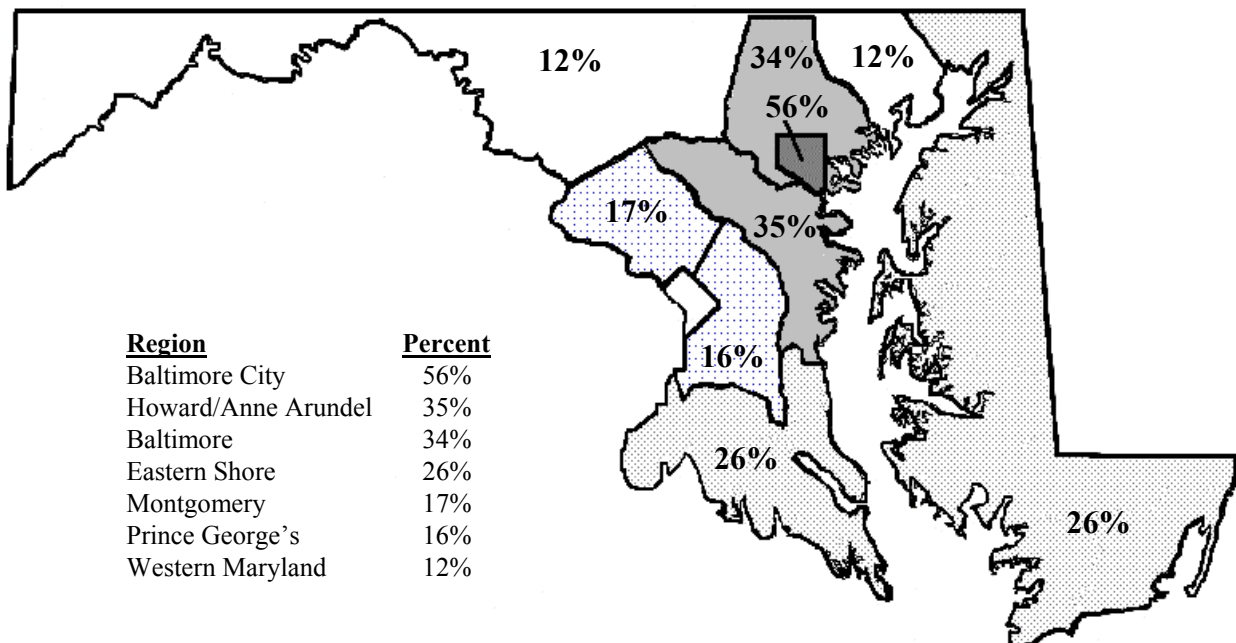 12%
34%
12%
56%
17%
35%
16%
26%
26%
Region Percent
Baltimore City 56%
Howard/Anne Arundel 35%
Baltimore 34%
Eastern Shore 26%
Montgomery 17%
Prince George’s 16%
Western Maryland 12%